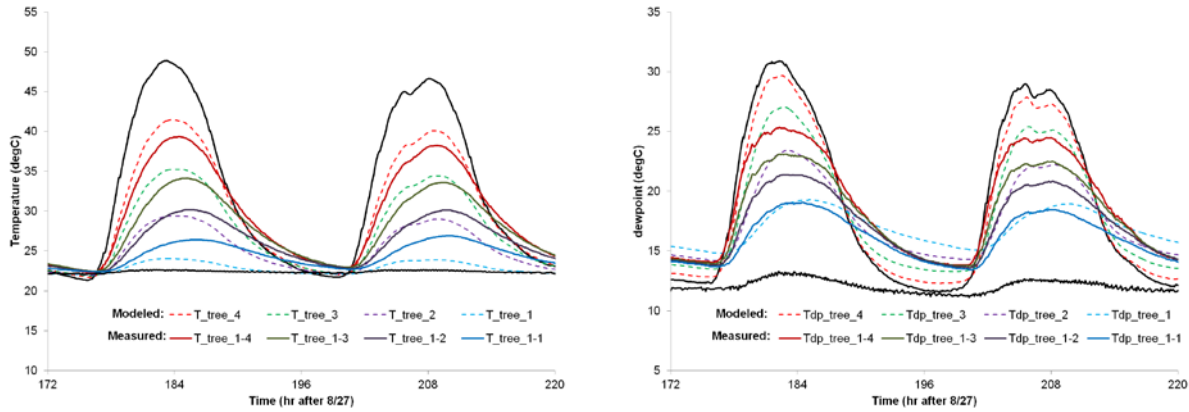 55
50
45
40
35
30
25
20
15
10
Temperature (degC)
Modeled: T_tree_4 T_tree_3 T_tree_2 T_tree_1
Measured: T_tree_1-4 T_tree_1-3 T_tree_1-2 T_tree_1-1
172 184 196 208 220
Time (hr after 8/27)
35
30
25
20
15
10
5
dewpoint (degC)
Modeled: Tdp_tree_4 Tdp_tree_3 Tdp_tree_2 Tdp_tree_1
Measured: Tdp_tree_1-4 Tdp_tree_1-3 Tdp_tree_1-2 Tdp_tree_1-1
172 184 196 208 220
Time (hr after 8/27)